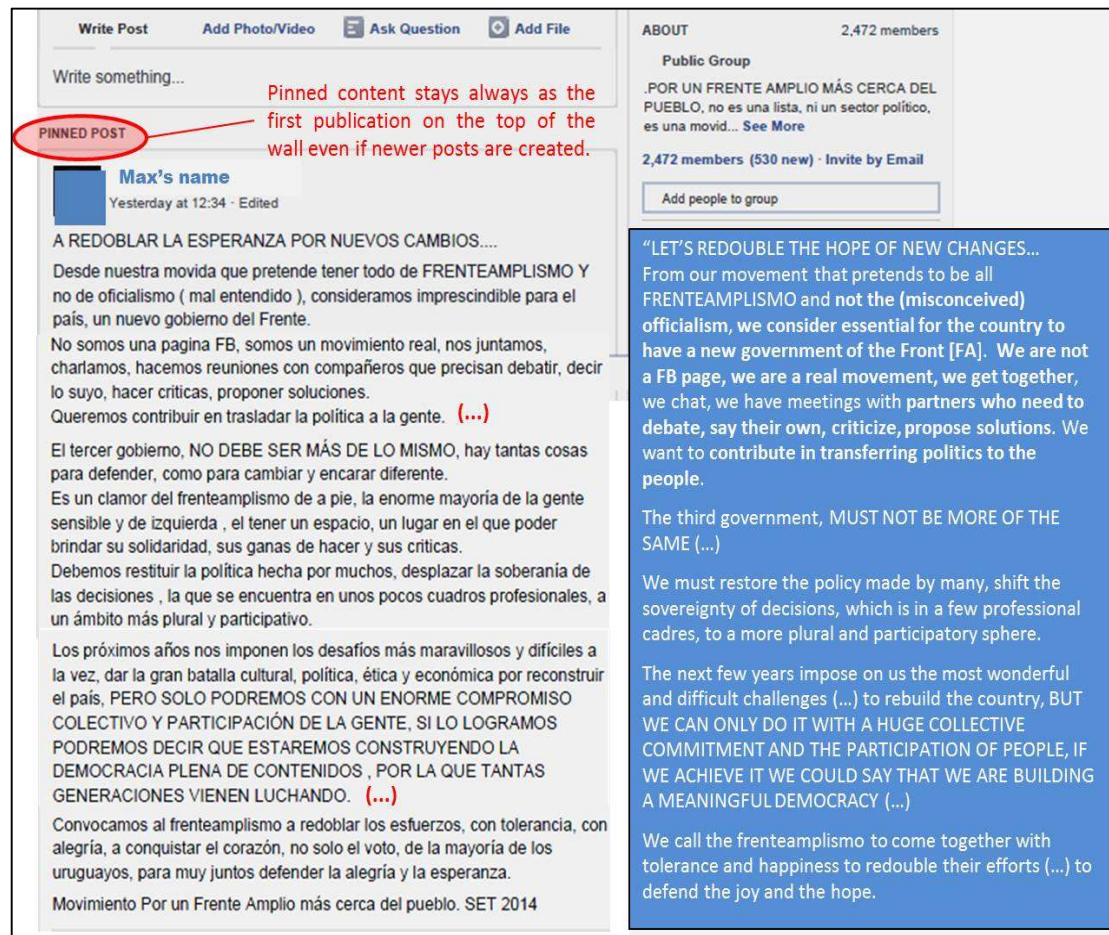 Write Post Add Photo/Video Ask Question Add File
Write something...
Pinned content stays always as the
first publication on the top of the
wall even if newer posts are created.
PINNED POST
Max's name
Yesterday at 12:34 · Edited
A REDOBLAR LA ESPERANZA POR NUEVOS CAMBIOS....
Desde nuestra movida que pretende tener todo de FRENTEAMPLISMO Y
no de oficialismo ( mal entendido ), consideramos imprescindible para el
país, un nuevo gobierno del Frente.
No somos una pagina FB, somos un movimiento real, nos juntamos,
charlamos, hacemos reuniones con compañeros que precisan debatir, decir
lo suyo, hacer criticas, proponer soluciones.
Queremos contribuir en trasladar la política a la gente. (...)
El tercer gobierno, NO DEBE SER MÁS DE LO MISMO, hay tantas cosas
para defender, como para cambiar y encarar diferente.
Es un clamor del frenteamplismo de a pie, la enorme mayoría de la gente
sensible y de izquierda , el tener un espacio, un lugar en el que poder
brindar su solidaridad, sus ganas de hacer y sus criticas.
Debemos restituir la política hecha por muchos, desplazar la soberanía de
las decisiones , la que se encuentra en unos pocos cuadros profesionales, a
un ámbito más plural y participativo.
Los próximos años nos imponen los desafíos más maravillosos y difíciles a
la vez, dar la gran batalla cultural, política, ética y económica por reconstruir
el país, PERO SOLO PODREMOS CON UN ENORME COMPROMISO
COLECTIVO Y PARTICIPACIÓN DE LA GENTE, SI LO LOGRAMOS
PODREMOS DECIR QUE ESTAREMOS CONSTRUYENDO LA
DEMOCRACIA PLENA DE CONTENIDOS , POR LA QUE TANTAS
GENERACIONES VIENEN LUCHANDO. (...)
Convocamos al frenteamplismo a redoblar los esfuerzos, con tolerancia, con
alegría, a conquistar el corazón, no solo el voto, de la mayoría de los
uruguayos, para muy juntos defender la alegría y la esperanza.
Movimiento Por un Frente Amplio más cerca del pueblo. SET 2014
ABOUT 2,472 members
Public Group
.POR UN FRENTE AMPLIO MÁS CERCA DEL
PUEBLO, no es una lista, ni un sector político,
es una movid... See More
2,472 members (530 new) · Invite by Email
Add people to group
"LET'S REDOUBLE THE HOPE OF NEW CHANGES...
From our movement that pretends to be all
FRENTEAMPLISMO and not the (misconceived)
officialism, we consider essential for the country to
have a new government of the Front [FA]. We are not
a FB page, we are a real movement, we get together,
we chat, we have meetings with partners who need to
debate, say their own, criticize, propose solutions. We
want to contribute in transferring politics to the
people.
The third government, MUST NOT BE MORE OF THE
SAME (...)
We must restore the policy made by many, shift the
sovereignty of decisions, which is in a few professional
cadres, to a more plural and participatory sphere.
The next few years impose on us the most wonderful
and difficult challenges (...) to rebuild the country, BUT
WE CAN ONLY DO IT WITH A HUGE COLLECTIVE
COMMITMENT AND THE PARTICIPATION OF PEOPLE, IF
WE ACHIEVE IT WE COULD SAY THAT WE ARE BUILDING
A MEANINGFUL DEMOCRACY (...)
We call the frenteamplismo to come together with
tolerance and happiness to redouble their efforts (...) to
defend the joy and the hope.